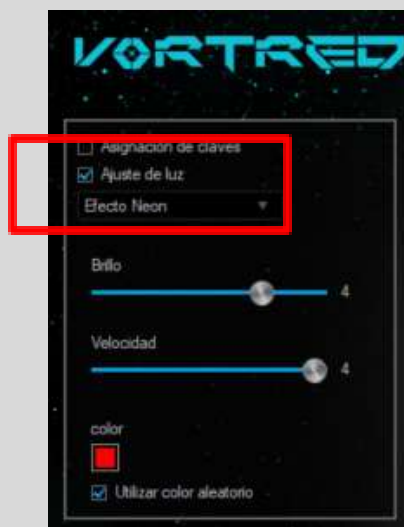 VORTRED
Asignación de claves
Ajuste de luz
Efecto Neon
Brillo
4
Velocidad
4
color
Utilizar color aleatorio